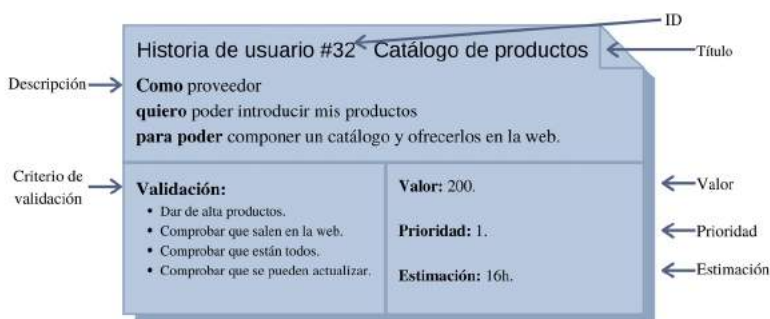 ID
Historia de usuario #32 Catálogo de productos
Título
Descripción
Como proveedor
quiero poder introducir mis productos
para poder componer un catálogo y ofrecerlos en la web.
Criterio de
validación
Validación:
• Dar de alta productos.
• Comprobar que salen en la web.
• Comprobar que están todos.
• Comprobar que se pueden actualizar.
Valor: 200.
Valor
Prioridad: 1.
Prioridad
Estimación: 16h.
Estimación